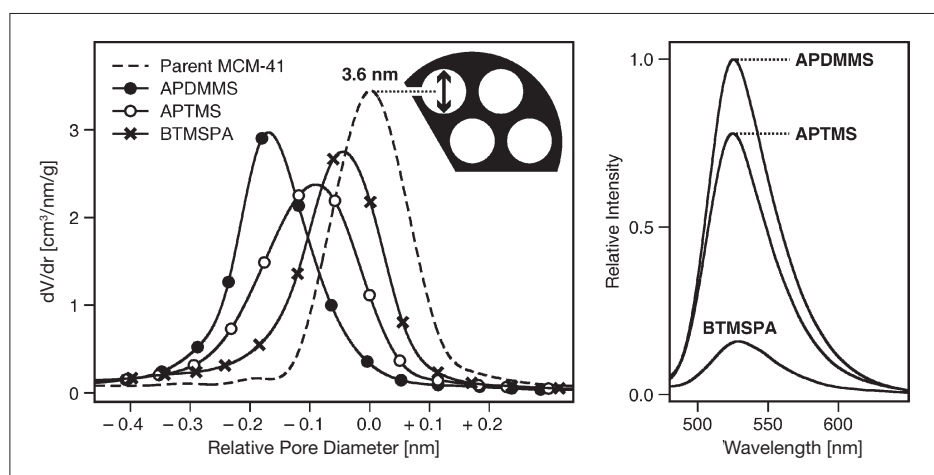 Parent MCM-41
APDMMS
APTMS
BTMSPA
3.6 nm
3
2
1
0
dV/dr [cm³/nm/g]
– 0.4
– 0.3
– 0.2
– 0.1
0.0
+ 0.1
+ 0.2
Relative Pore Diameter [nm]
1.0
0.5
0.0
Relative Intensity
APDMMS
APTMS
BTMSPA
500
550
600
Wavelength [nm]